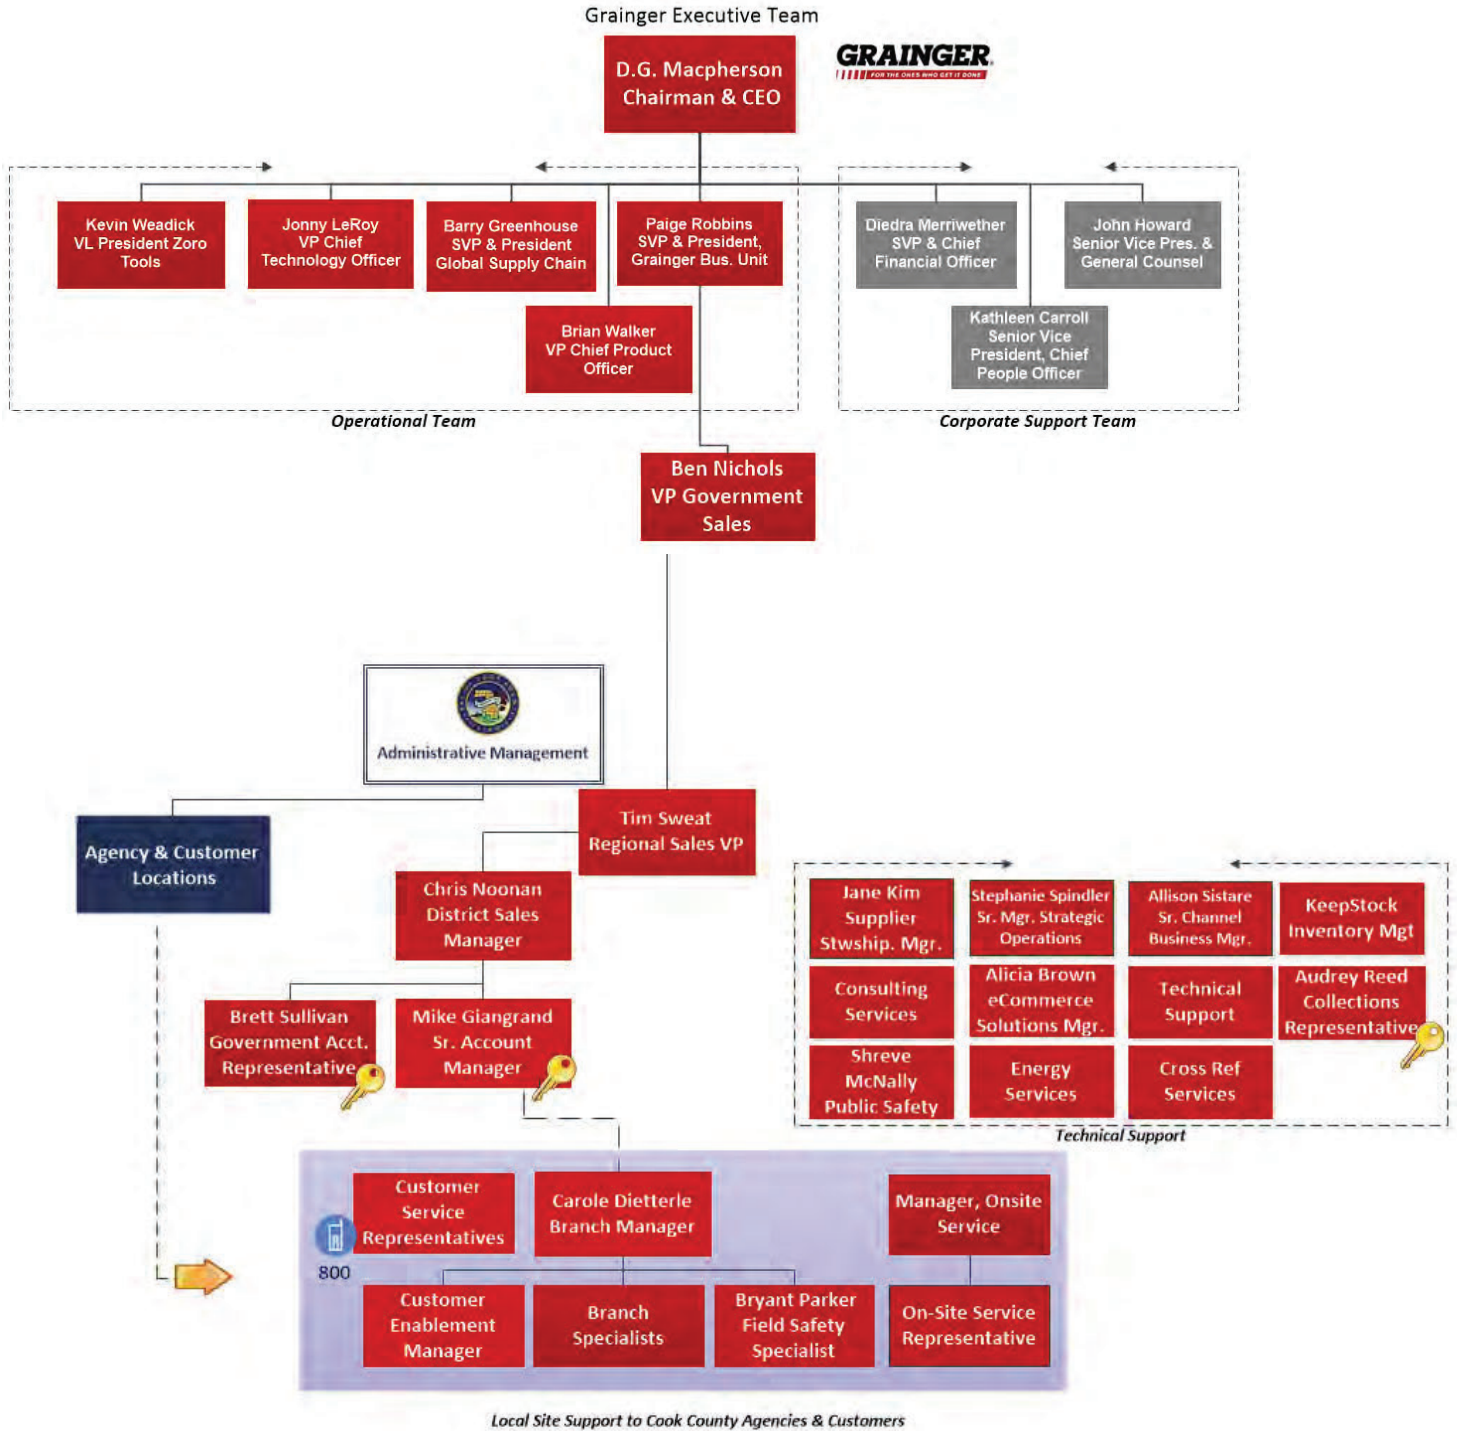 Grainger Executive Team
D.G. Macpherson
Chairman & CEO
GRAINGER
FOR THE ONES WHO GET IT DONE
Kevin Weadick
VL President Zoro
Tools
Jonny LeRoy
VP Chief
Technology Officer
Barry Greenhouse
SVP & President
Global Supply Chain
Paige Robbins
SVP & President,
Grainger Bus. Unit
Diedra Merriwether
SVP & Chief
Financial Officer
John Howard
Senior Vice Pres. &
General Counsel
Brian Walker
VP Chief Product
Officer
Kathleen Carroll
Senior Vice
President, Chief
People Officer
Operational Team
Corporate Support Team
Ben Nichols
VP Government
Sales
Administrative Management
Agency & Customer
Locations
Tim Sweat
Regional Sales VP
Chris Noonan
District Sales
Manager
Brett Sullivan
Government Acct.
Representative
Mike Giangrand
Sr. Account
Manager
Jane Kim
Supplier
Stwship. Mgr.
Stephanie Spindler
Sr. Mgr. Strategic
Operations
Allison Sistare
Sr. Channel
Business Mgr.
KeepStock
Inventory Mgt
Consulting
Services
Alicia Brown
eCommerce
Solutions Mgr.
Technical
Support
Audrey Reed
Collections
Representative
Shreve
McNally
Public Safety
Energy
Services
Cross Ref
Services
Technical Support
Customer
Service
Representatives
800
Carole Dietterle
Branch Manager
Manager, Onsite
Service
Customer
Enablement
Manager
Branch
Specialists
Bryant Parker
Field Safety
Specialist
On-Site Service
Representative
Local Site Support to Cook County Agencies & Customers